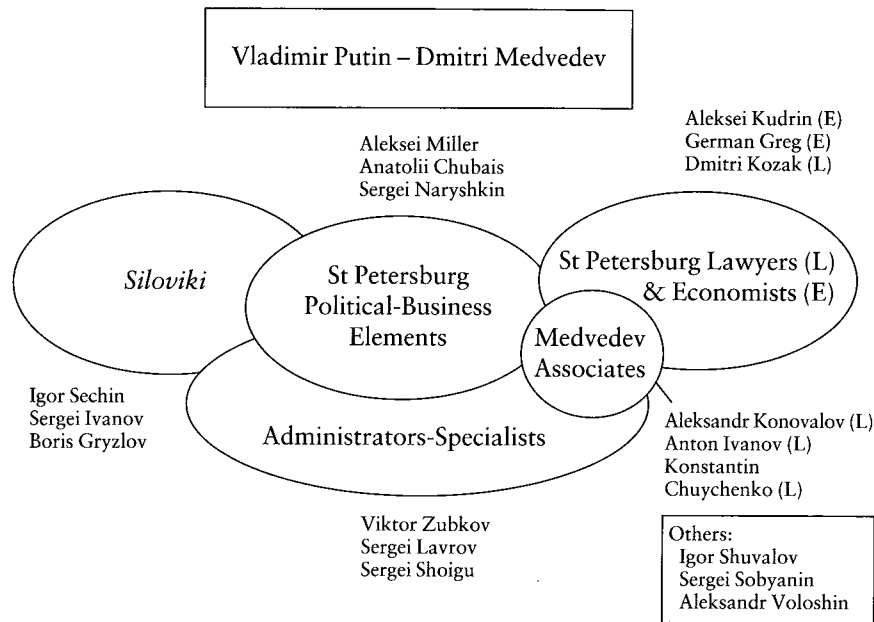 Vladimir Putin – Dmitri Medvedev
Aleksei Kudrin (E)
German Greg (E)
Dmitri Kozak (L)
Aleksei Miller
Anatolii Chubais
Sergei Naryshkin
Siloviki
St Petersburg
Political-Business
Elements
St Petersburg Lawyers (L)
& Economists (E)
Medvedev
Associates
Igor Sechin
Sergei Ivanov
Boris Gryzlov
Administrators-Specialists
Aleksandr Konovalov (L)
Anton Ivanov (L)
Konstantin
Chuychenko (L)
Viktor Zubkov
Sergei Lavrov
Sergei Shoigu
Others:
Igor Shuvalov
Sergei Sobyanin
Aleksandr Voloshin